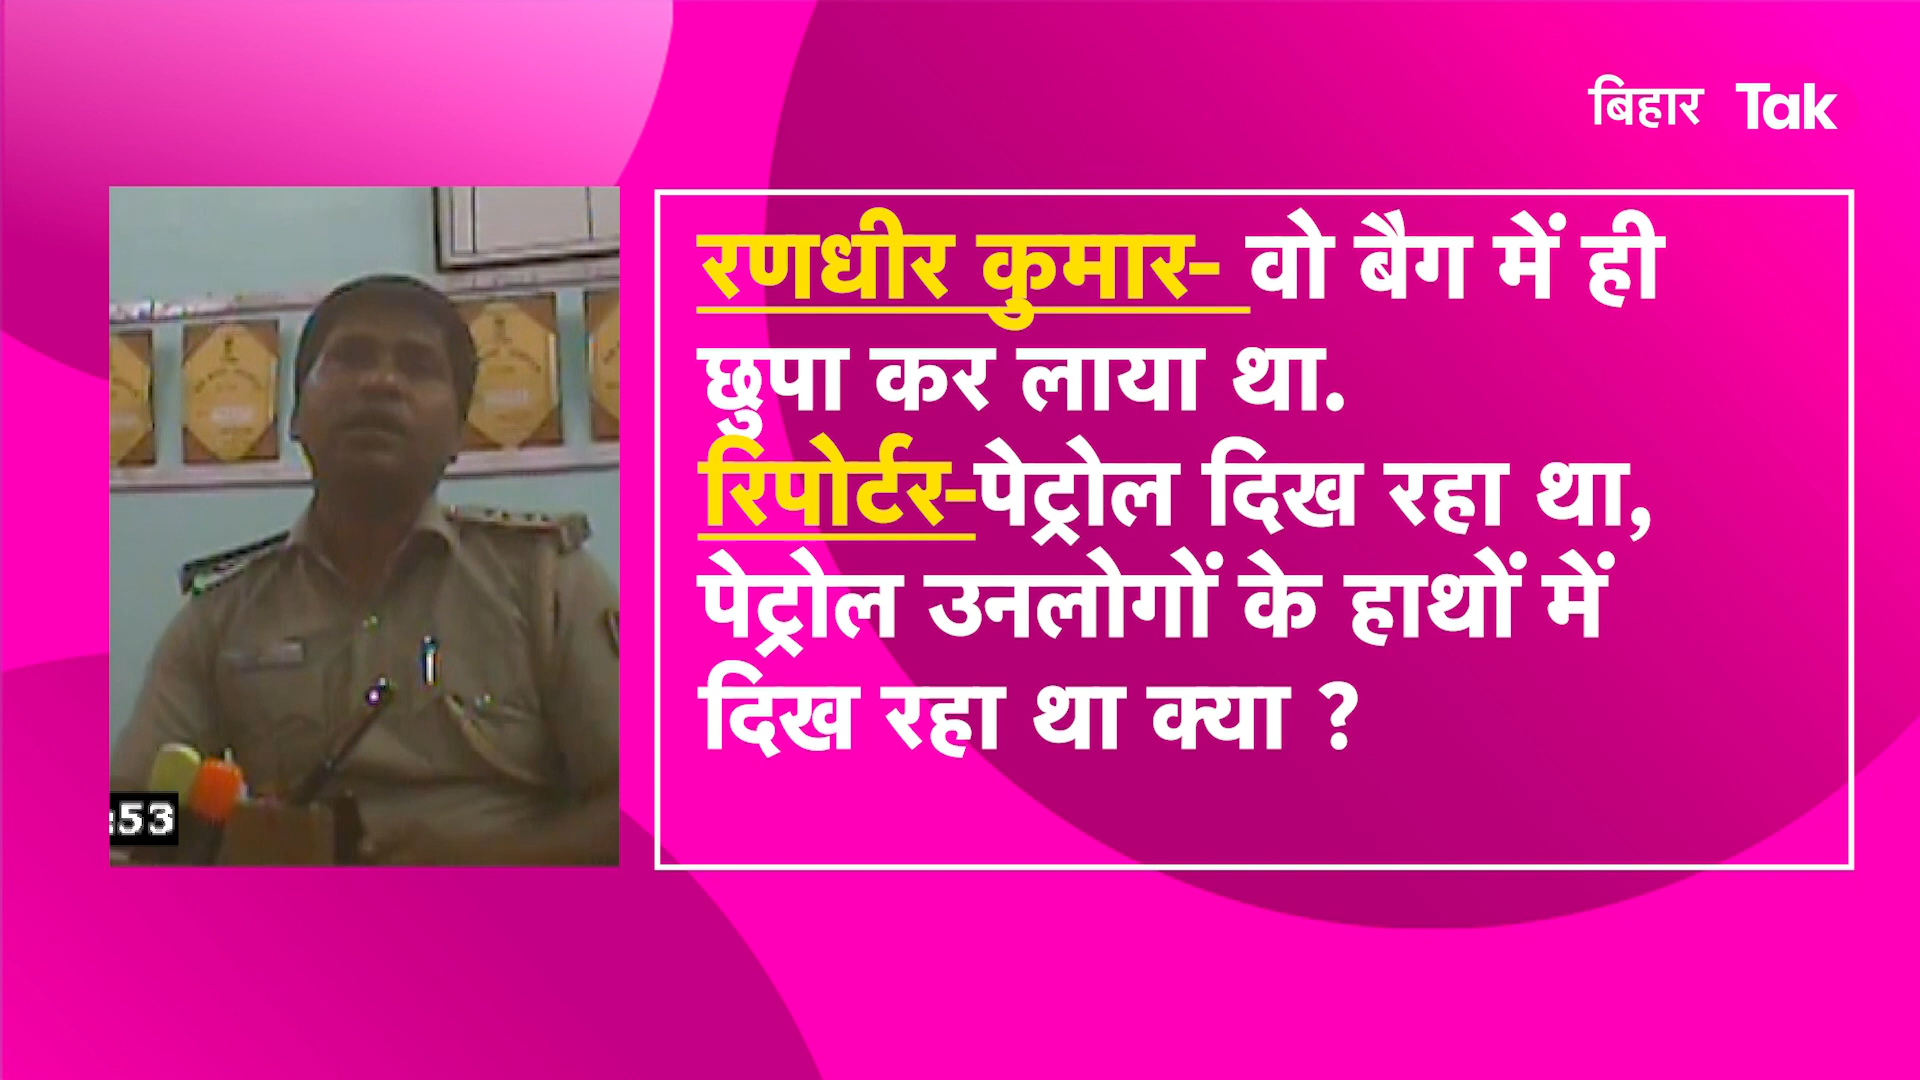 बिहार Tak
रणधीर कुमार- वो बैग में ही
छुपा कर लाया था.
रिपोर्टर-पेट्रोल दिख रहा था,
पेट्रोल उनलोगों के हाथों में
दिख रहा था क्या ?
:53